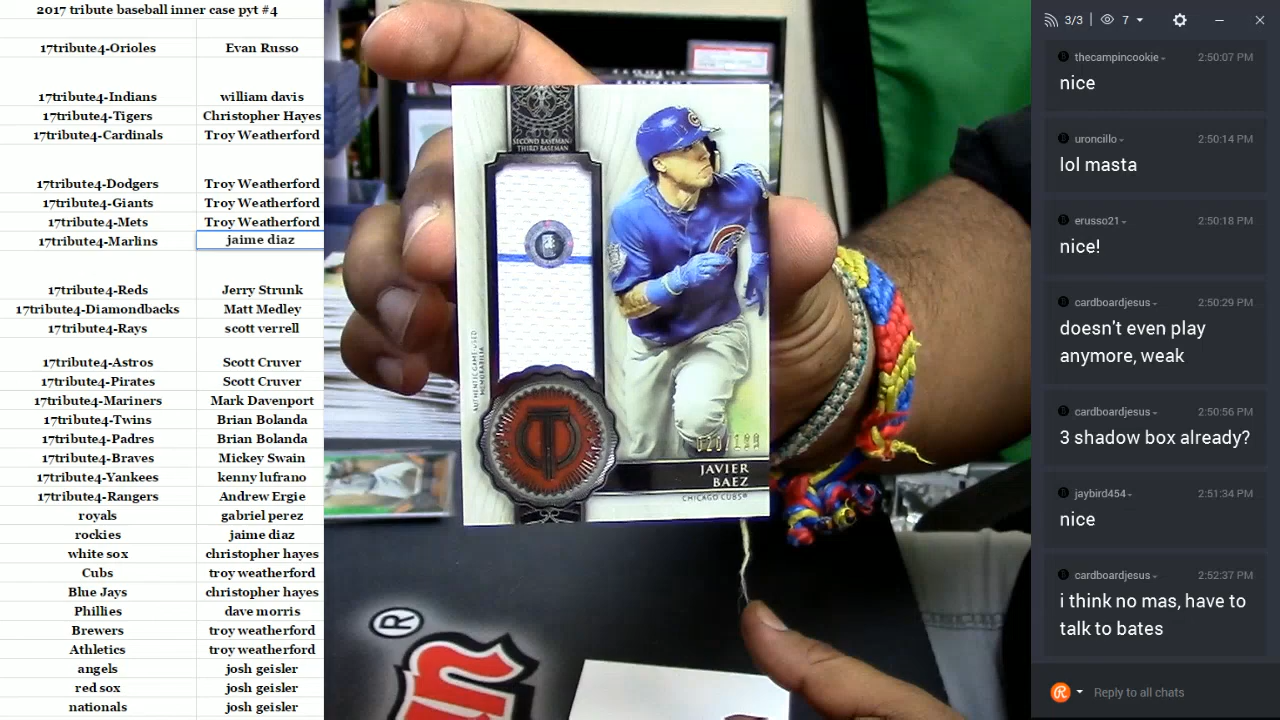 2017 tribute baseball inner case pyt #4
17tribute4-Orioles Evan Russo
17tribute4-Indians william davis
17tribute4-Tigers Christopher Hayes
17tribute4-Cardinals Troy Weatherford
17tribute4-Dodgers Troy Weatherford
17tribute4-Giants Troy Weatherford
17tribute4-Mets Troy Weatherford
17tribute4-Marlins jaime diaz
17tribute4-Reds Jerry Strunk
17tribute4-Diamondbacks Matt Medley
17tribute4-Rays scott verrell
17tribute4-Astros Scott Cruver
17tribute4-Pirates Scott Cruver
17tribute4-Mariners Mark Davenport
17tribute4-Twins Brian Bolanda
17tribute4-Padres Brian Bolanda
17tribute4-Braves Mickey Swain
17tribute4-Yankees kenny lufrano
17tribute4-Rangers Andrew Ergie
royals gabriel perez
rockies jaime diaz
white sox christopher hayes
Cubs troy weatherford
Blue Jays christopher hayes
Phillies dave morris
Brewers troy weatherford
Athletics troy weatherford
angels josh geisler
red sox josh geisler
nationals josh geisler
SECOND BASEMAN
THIRD BASEMAN
AUTHENTIC GAME-USED
MEMORABILIA
JAVIER
BAEZ
CHICAGO CUBS®
®
3/3 7
thecampincookie 2:50:07 PM
nice
uroncillo 2:50:14 PM
lol masta
erusso21 2:50:18 PM
nice!
cardboardjesus 2:50:29 PM
doesn't even play
anymore, weak
cardboardjesus 2:50:56 PM
3 shadow box already?
jaybird454 2:51:34 PM
nice
cardboardjesus 2:52:37 PM
i think no mas, have to
talk to bates
Reply to all chats